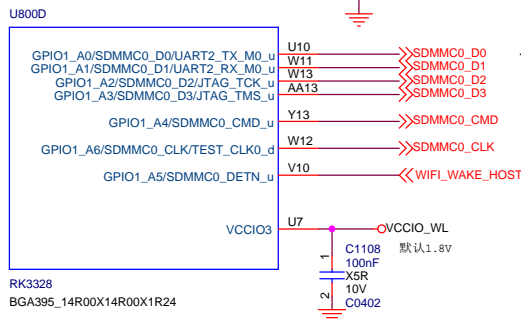 U800D
GPIO1_A0/SDMMC0_D0/UART2_TX_M0_u U10 SDMMC0_D0
GPIO1_A1/SDMMC0_D1/UART2_RX_M0_u W11 SDMMC0_D1
GPIO1_A2/SDMMC0_D2/JTAG_TCK_u W13 SDMMC0_D2
GPIO1_A3/SDMMC0_D3/JTAG_TMS_u AA13 SDMMC0_D3
GPIO1_A4/SDMMC0_CMD_u Y13 SDMMC0_CMD
GPIO1_A6/SDMMC0_CLK/TEST_CLK0_d W12 SDMMC0_CLK
GPIO1_A5/SDMMC0_DETN_u V10 WIFI_WAKE_HOST
VCCIO3 U7 VCCIO_WL
默认1.8V
C1108
1 100nF
X5R
10V
2 C0402
RK3328
BGA395_14R00X14R00X1R24